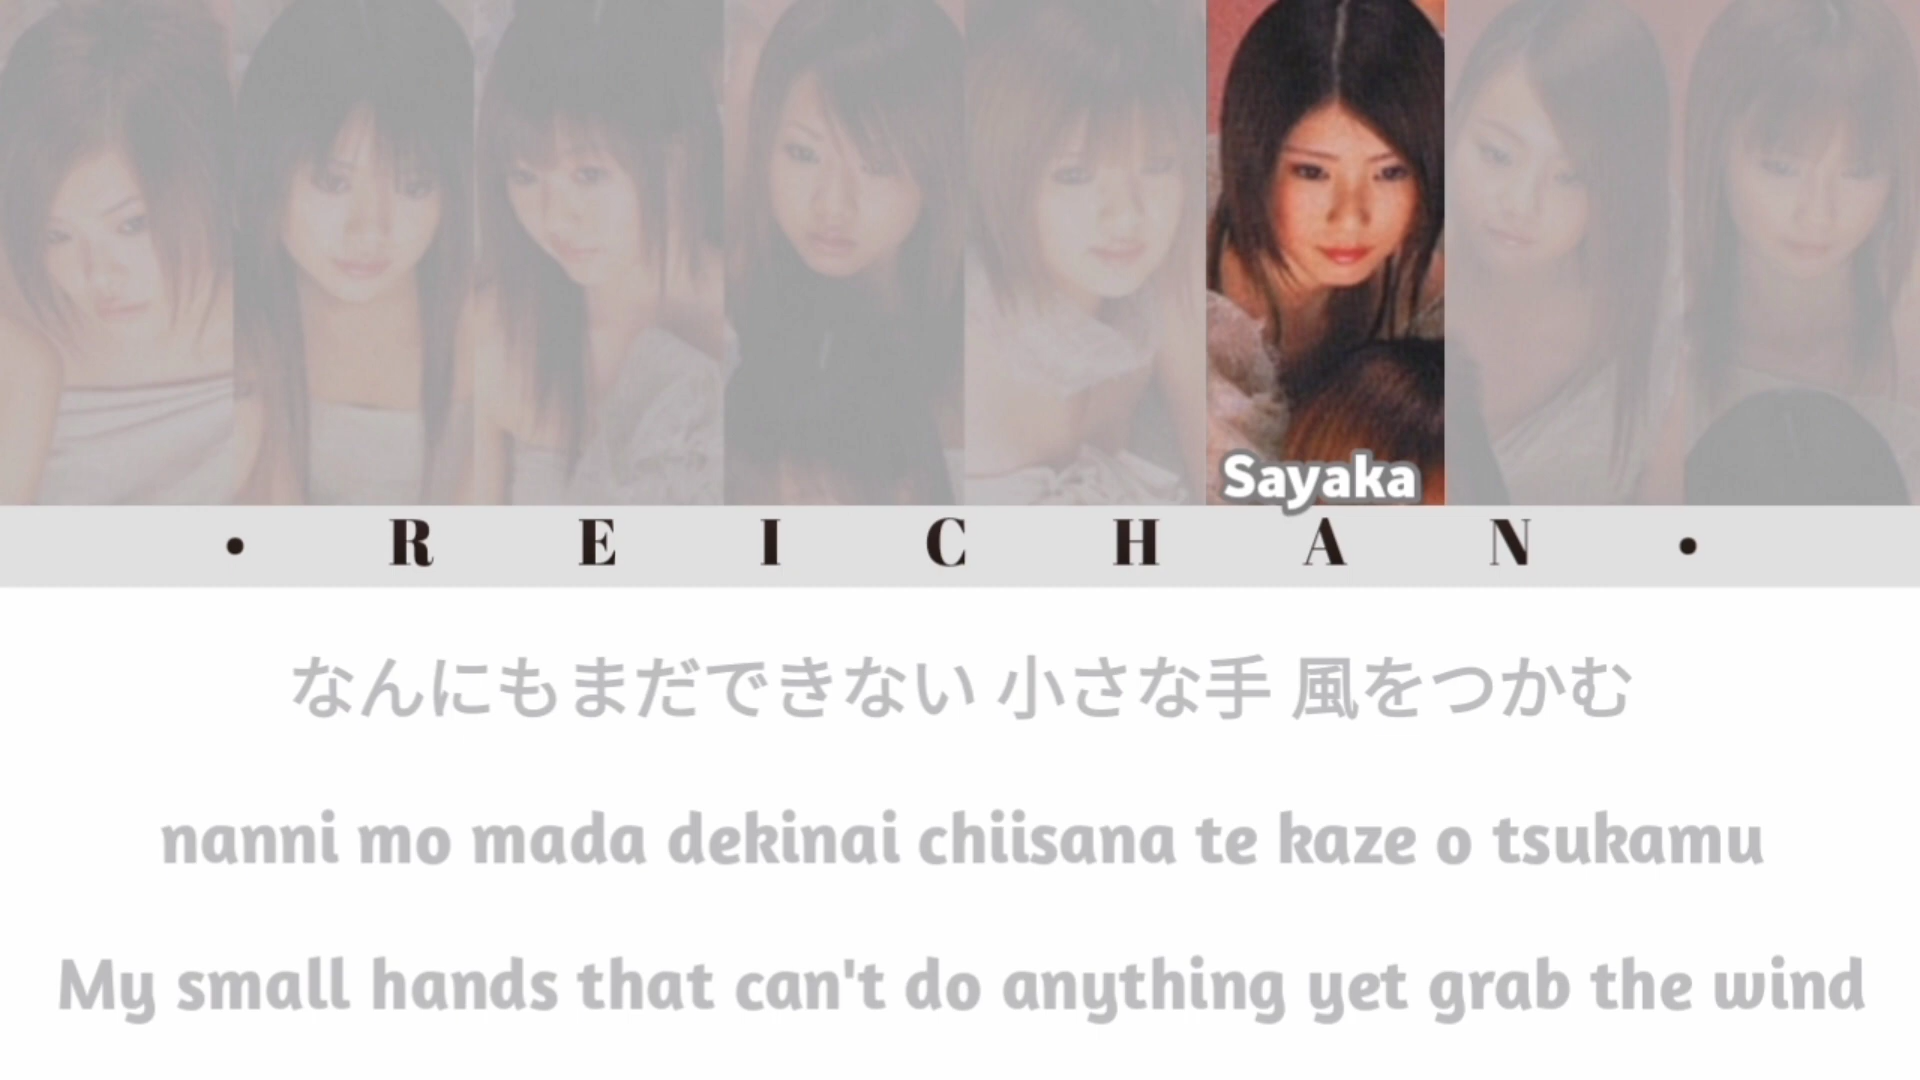 Sayaka
• R E I C H A N •
なんにもまだできない 小さな手 風をつかむ
nanni mo mada dekinai chiisana te kaze o tsukamu
My small hands that can't do anything yet grab the wind